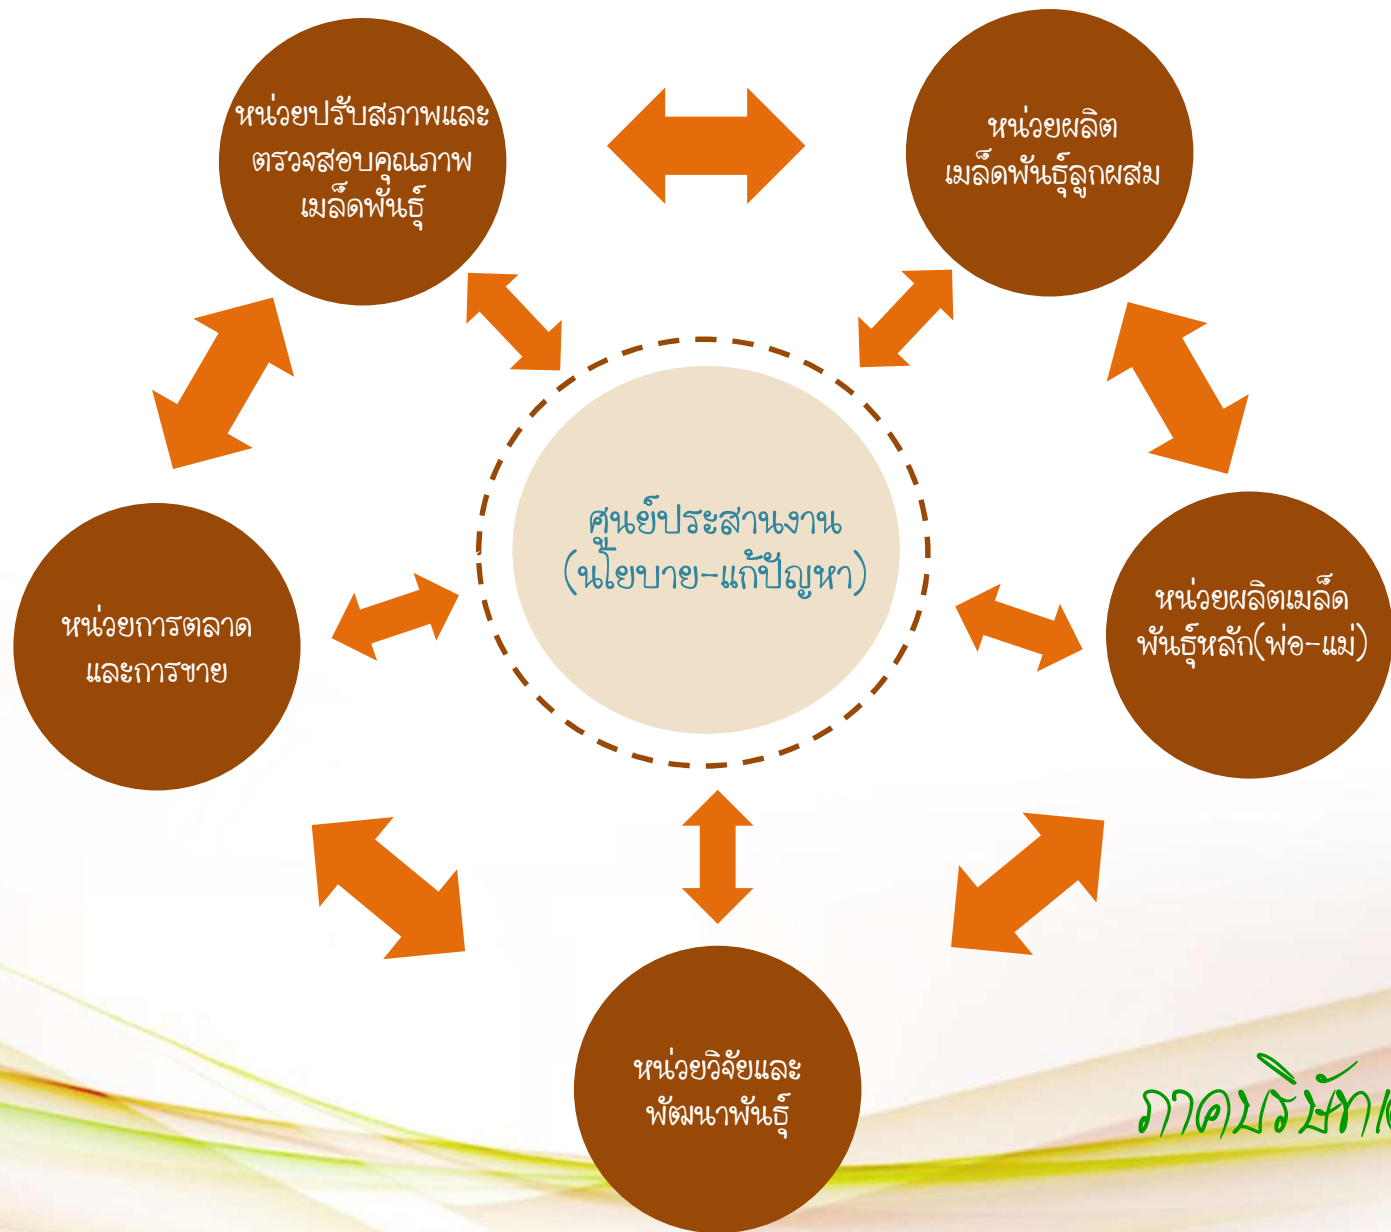 หน่วยปรับสภาพและ
ตรวจสอบคุณภาพ
เมล็ดพันธุ์
หน่วยผลิต
เมล็ดพันธุ์ลูกผสม
ศูนย์ประสานงาน
(นโยบาย-แก้ปัญหา)
หน่วยการตลาด
และการขาย
หน่วยผลิตเมล็ด
พันธุ์หลัก(พ่อ-แม่)
หน่วยวิจัยและ
พัฒนาพันธุ์
ภาคบริษัท